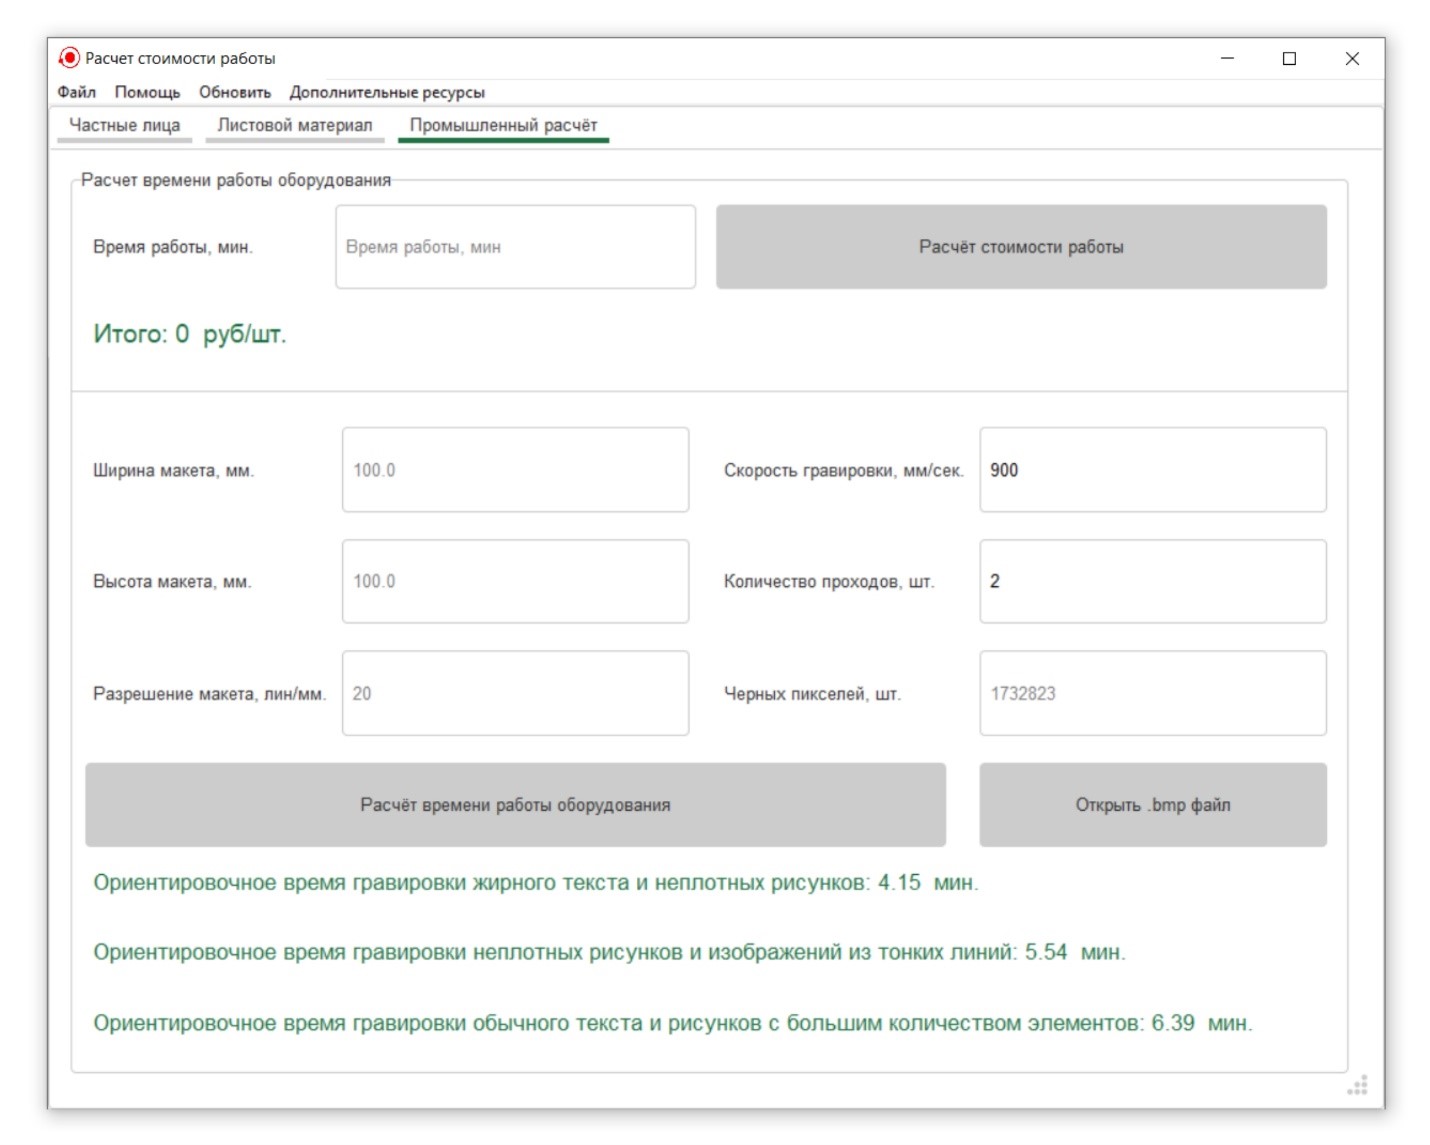 Расчет стоимости работы
Файл Помощь Обновить Дополнительные ресурсы
Частные лица Листовой материал Промышленный расчёт
Расчет времени работы оборудования
Время работы, мин. Время работы, мин Расчёт стоимости работы
Итого: 0 руб/шт.
Ширина макета, мм. 100.0 Скорость гравировки, мм/сек. 900
Высота макета, мм. 100.0 Количество проходов, шт. 2
Разрешение макета, лин/мм. 20 Черных пикселей, шт. 1732823
Расчёт времени работы оборудования Открыть .bmp файл
Ориентировочное время гравировки жирного текста и неплотных рисунков: 4.15 мин.
Ориентировочное время гравировки неплотных рисунков и изображений из тонких линий: 5.54 мин.
Ориентировочное время гравировки обычного текста и рисунков с большим количеством элементов: 6.39 мин.